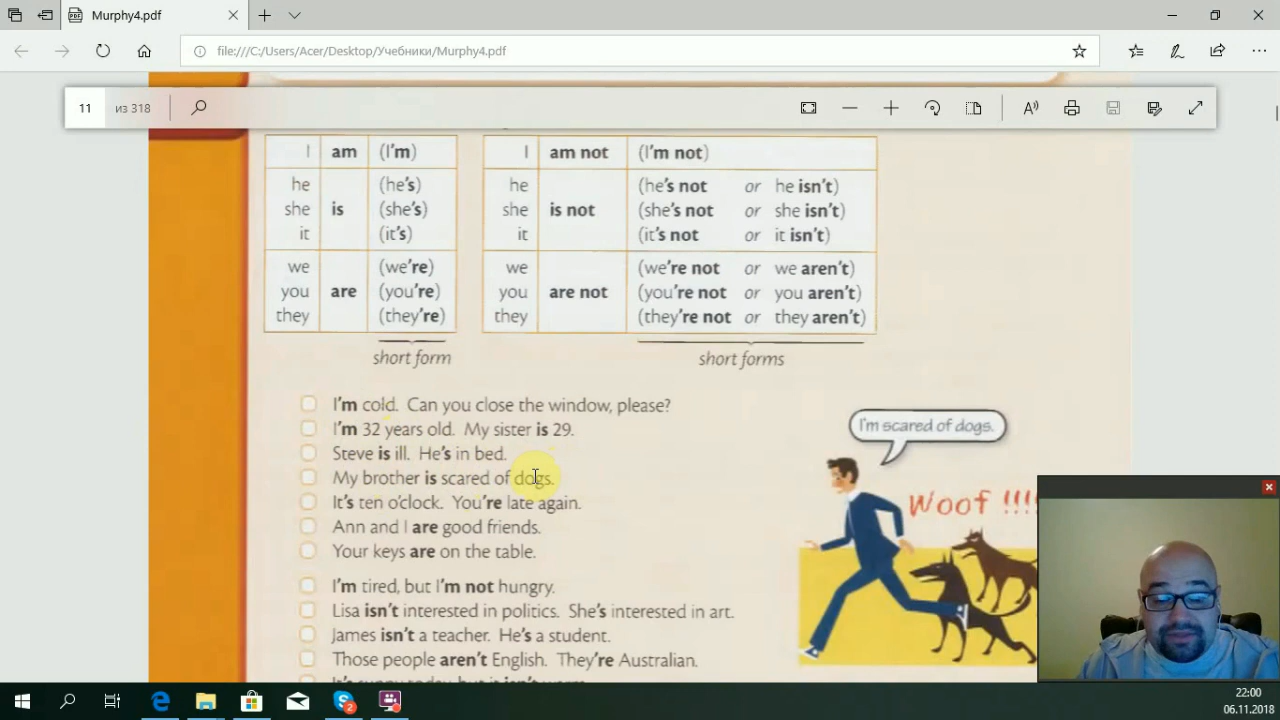 Murphy4.pdf
file:///C:/Users/Acer/Desktop/Учебники/Murphy4.pdf
11 из 318
I am (I'm)
he (he's)
she is (she's)
it (it's)
we (we're)
you are (you're)
they (they're)
short form
I am not (I'm not)
he (he's not or he isn't)
she is not (she's not or she isn't)
it (it's not or it isn't)
we (we're not or we aren't)
you are not (you're not or you aren't)
they (they're not or they aren't)
short forms
I'm cold. Can you close the window, please?
I'm 32 years old. My sister is 29.
Steve is ill. He's in bed.
My brother is scared of dogs.
It's ten o'clock. You're late again.
Ann and I are good friends.
Your keys are on the table.
I'm tired, but I'm not hungry.
Lisa isn't interested in politics. She's interested in art.
James isn't a teacher. He's a student.
Those people aren't English. They're Australian.
I'm scared of dogs.
Woof !!!!
22:00
06.11.2018